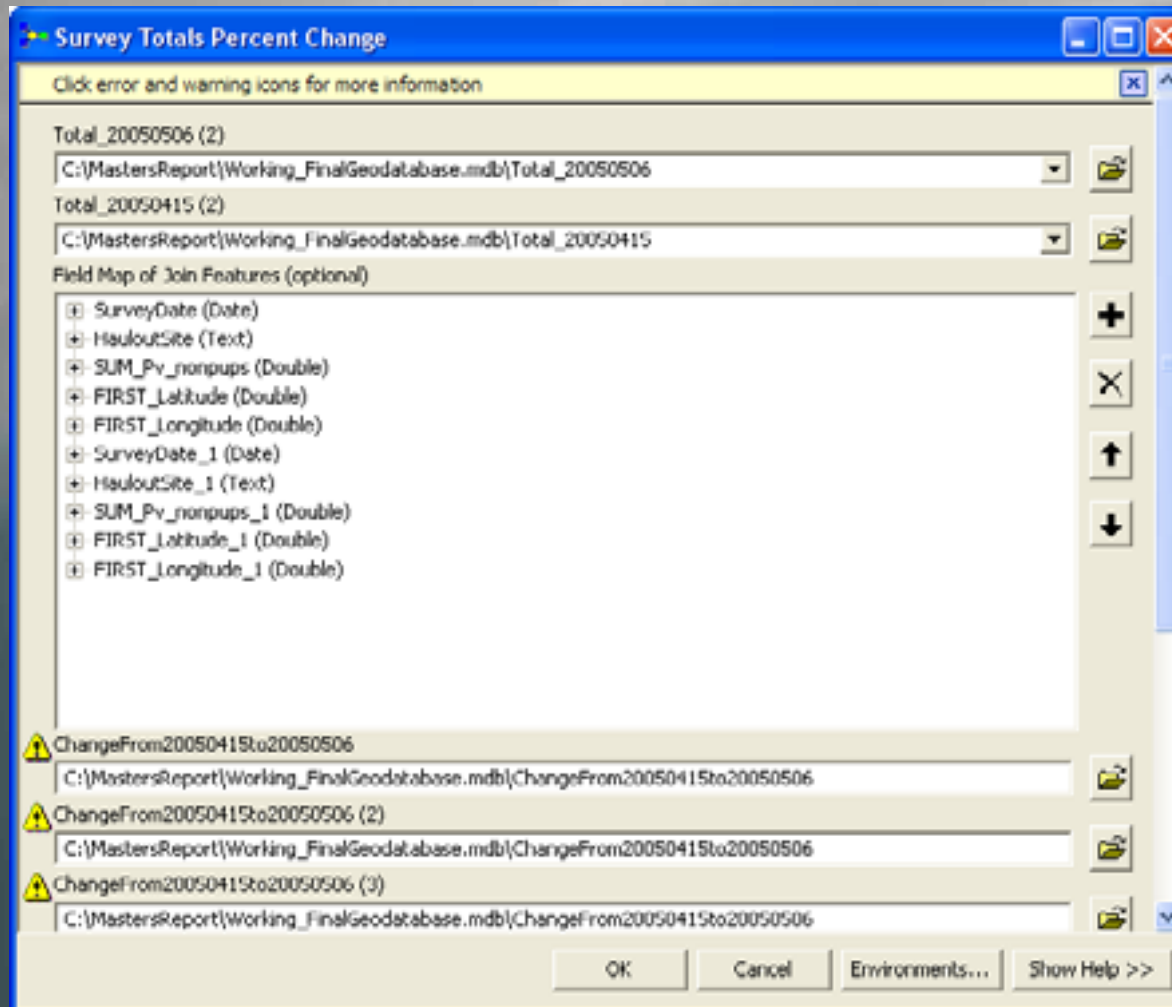 Survey Totals Percent Change
Click error and warning icons for more information
Total_20050506 (2)
C:\MastersReport\Working_FinalGeodatabase.mdb\Total_20050506
Total_20050415 (2)
C:\MastersReport\Working_FinalGeodatabase.mdb\Total_20050415
Field Map of Join Features (optional)
SurveyDate (Date)
HauloutSite (Text)
SUM_Pv_nonpups (Double)
FIRST_Latitude (Double)
FIRST_Longitude (Double)
SurveyDate_1 (Date)
HauloutSite_1 (Text)
SUM_Pv_nonpups_1 (Double)
FIRST_Latitude_1 (Double)
FIRST_Longitude_1 (Double)
ChangeFrom20050415to20050506
C:\MastersReport\Working_FinalGeodatabase.mdb\ChangeFrom20050415to20050506
ChangeFrom20050415to20050506 (2)
C:\MastersReport\Working_FinalGeodatabase.mdb\ChangeFrom20050415to20050506
ChangeFrom20050415to20050506 (3)
C:\MastersReport\Working_FinalGeodatabase.mdb\ChangeFrom20050415to20050506
OK Cancel Environments... Show Help >>